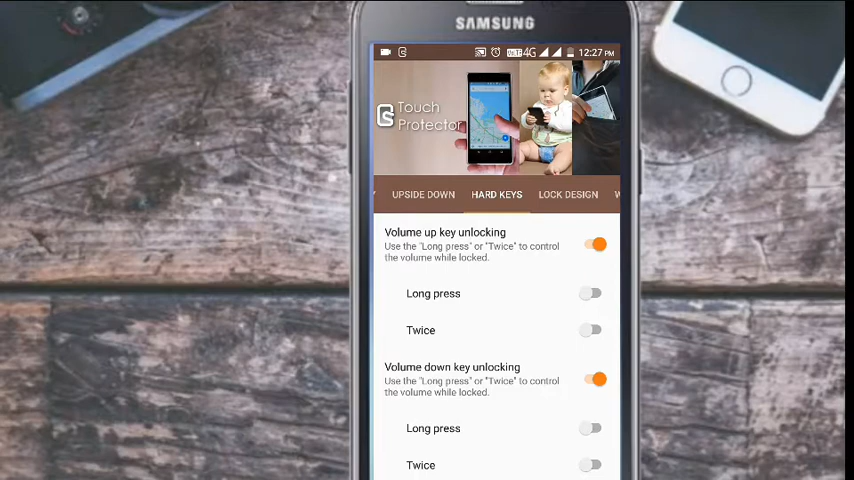 SAMSUNG
4G 12:27 PM
Touch
Protector
UPSIDE DOWN HARD KEYS LOCK DESIGN
Volume up key unlocking
Use the "Long press" or "Twice" to control
the volume while locked.
Long press
Twice
Volume down key unlocking
Use the "Long press" or "Twice" to control
the volume while locked.
Long press
Twice